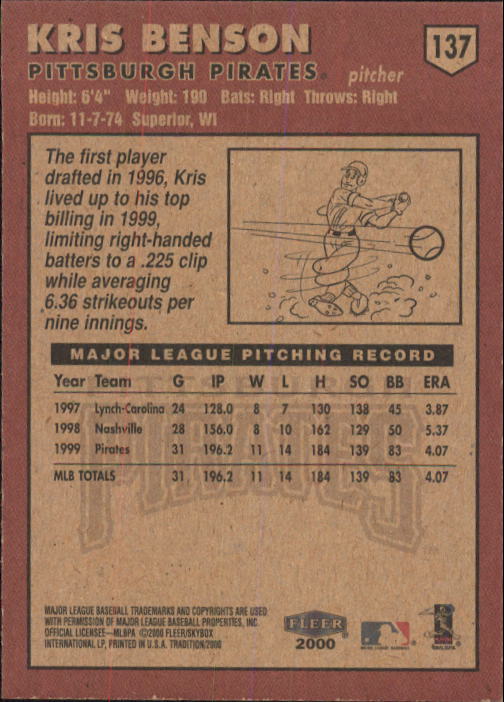 KRIS BENSON
137
PITTSBURGH PIRATES
pitcher
Height: 6'4" Weight: 190 Bats: Right Throws: Right
Born: 11-7-74 Superior, WI
The first player
drafted in 1996, Kris
lived up to his top
billing in 1999,
limiting right-handed
batters to a .225 clip
while averaging
6.36 strikeouts per
nine innings.
MAJOR LEAGUE PITCHING RECORD
Year Team G IP W L H SO BB ERA
1997 Lynch-Carolina 24 128.0 8 7 130 138 45 3.87
1998 Nashville 28 156.0 8 10 162 129 50 5.37
1999 Pirates 31 196.2 11 14 184 139 83 4.07
MLB TOTALS 31 196.2 11 14 184 139 83 4.07
PIRATES
MAJOR LEAGUE BASEBALL TRADEMARKS AND COPYRIGHTS ARE USED
WITH PERMISSION OF MAJOR LEAGUE BASEBALL PROPERTIES, INC.
OFFICIAL LICENSEE—MLBPA ©2000 FLEER/SKYBOX
INTERNATIONAL LP, PRINTED IN U.S.A. TRADITION/2000
FLEER
2000